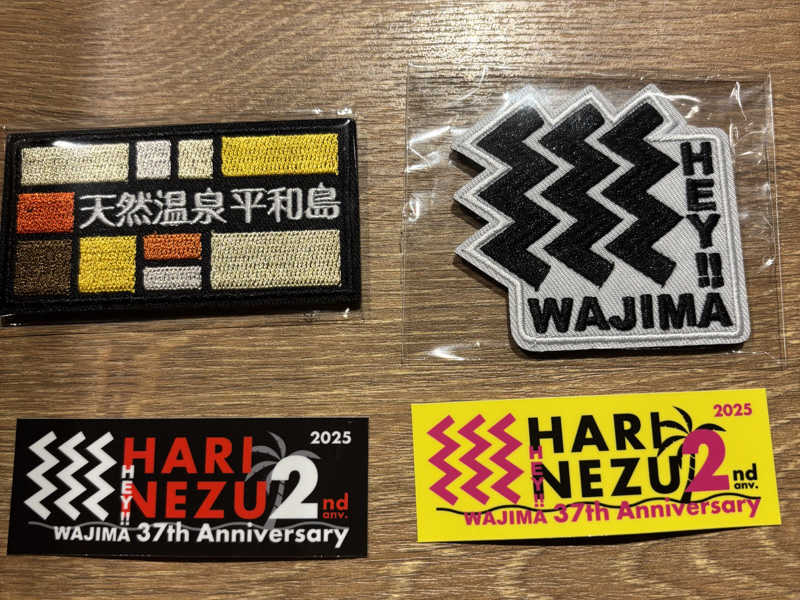 天然温泉 平和島
HEY!!
WAJIMA
2025
HARI
HEY!!
NEZU 2nd
anv.
WAJIMA 37th Anniversary
2025
HARI
HEY!!
NEZU 2nd
anv.
WAJIMA 37th Anniversary